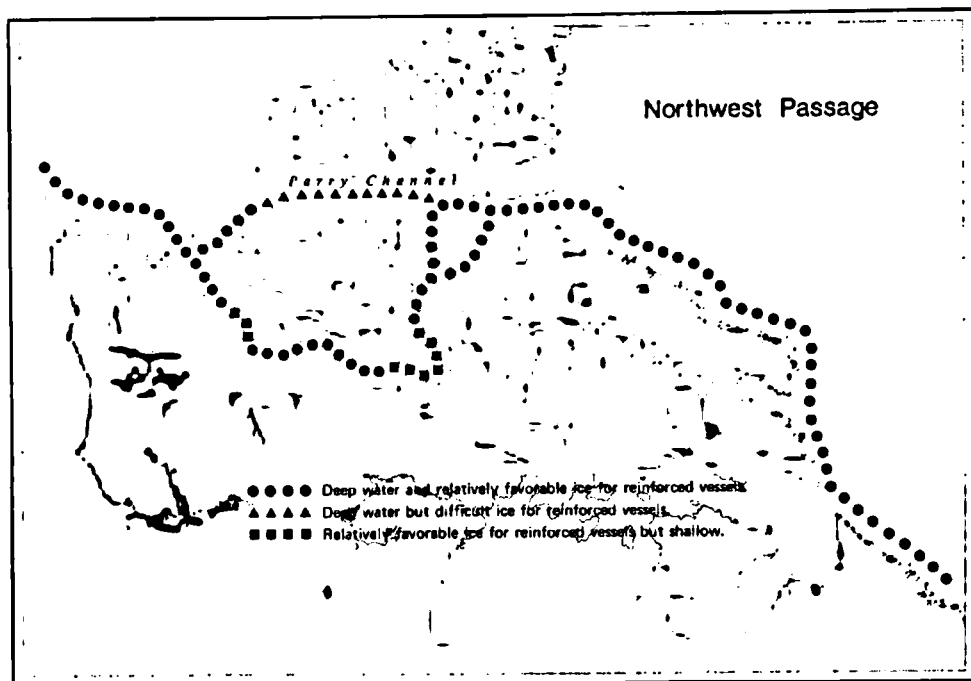 Northwest Passage
Parry Channel
Deep water and relatively favorable ice for reinforced vessels.
Deep water but difficult ice for reinforced vessels.
Relatively favorable ice for reinforced vessels but shallow.